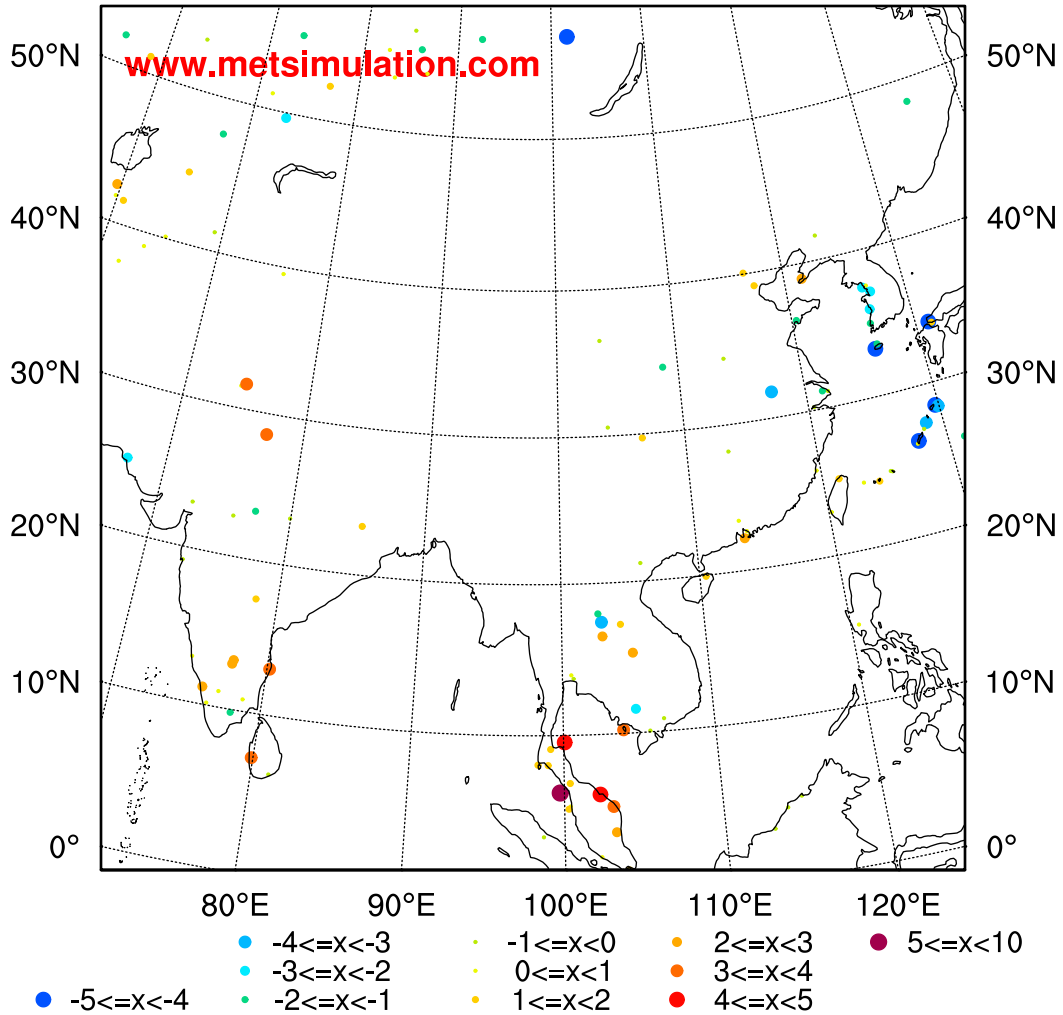 50°N 50°N
www.metsimulation.com
40°N 40°N
30°N 30°N
20°N 20°N
10°N 10°N
0° 0°
80°E 90°E 100°E 110°E 120°E
-4<=x<-3 -1<=x<0 2<=x<3 5<=x<10
-3<=x<-2 0<=x<1 3<=x<4
-5<=x<-4 -2<=x<-1 1<=x<2 4<=x<5